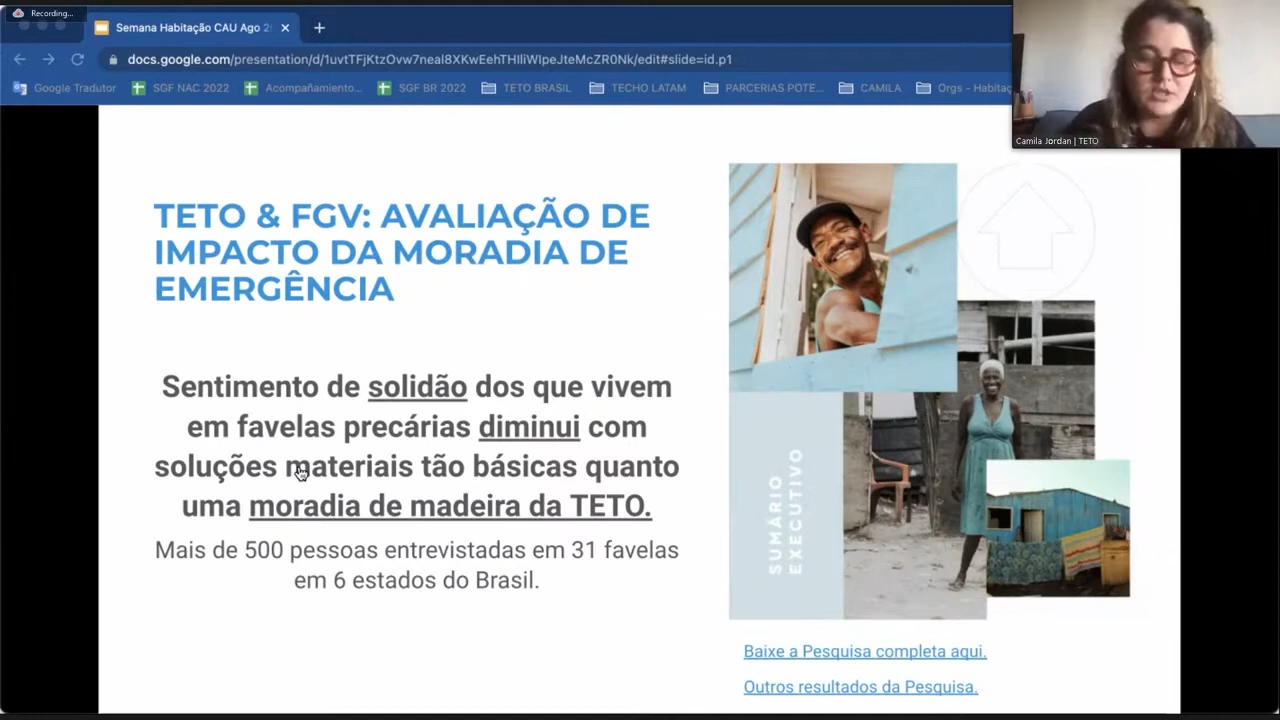 Recording...
Semana Habitação CAU Ago 2
docs.google.com/presentation/d/1uvtTFjKtzOvw7neal8XKwEehTHIliWIpeJteMcZR0Nk/edit#slide=id.p1
Google Tradutor SGF NAC 2022 Acompañamiento... SGF BR 2022 TETO BRASIL TECHO LATAM PARCERIAS POTE... CAMILA Orgs - Habitaç
Camila Jordan | TETO
TETO & FGV: AVALIAÇÃO DE
IMPACTO DA MORADIA DE
EMERGÊNCIA
Sentimento de solidão dos que vivem
em favelas precárias diminui com
soluções materiais tão básicas quanto
uma moradia de madeira da TETO.
Mais de 500 pessoas entrevistadas em 31 favelas
em 6 estados do Brasil.
SUMÁRIO
EXECUTIVO
Baixe a Pesquisa completa aqui.
Outros resultados da Pesquisa.